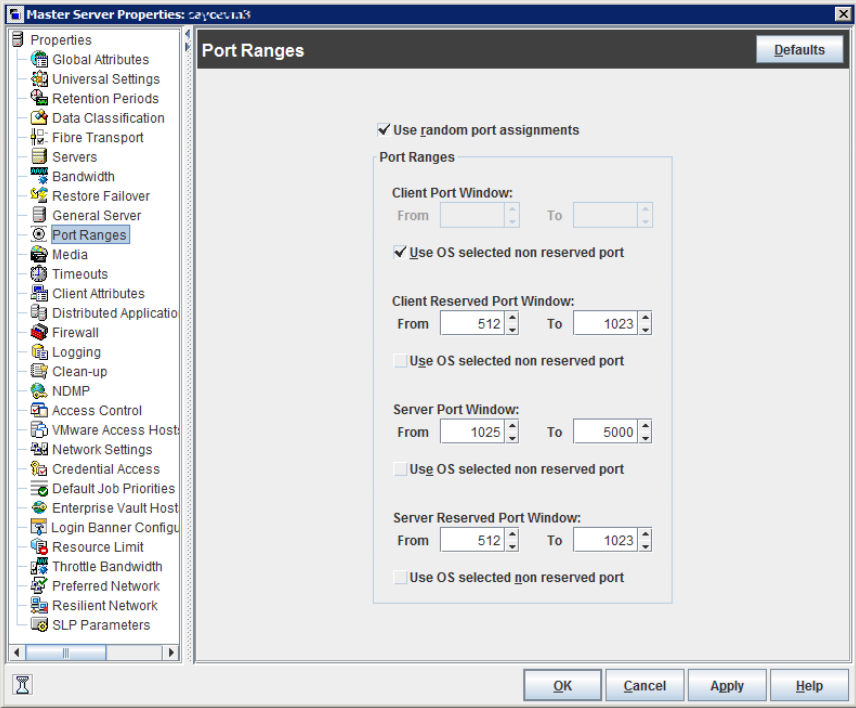 Master Server Properties:
Properties
Global Attributes
Universal Settings
Retention Periods
Data Classification
Fibre Transport
Servers
Bandwidth
Restore Failover
General Server
Port Ranges
Media
Timeouts
Client Attributes
Distributed Applicatio
Firewall
Logging
Clean-up
NDMP
Access Control
VMware Access Hosts
Network Settings
Credential Access
Default Job Priorities
Enterprise Vault Host
Login Banner Configu
Resource Limit
Throttle Bandwidth
Preferred Network
Resilient Network
SLP Parameters
Port Ranges
Defaults
Use random port assignments
Port Ranges
Client Port Window:
From To
Use OS selected non reserved port
Client Reserved Port Window:
From 512 To 1023
Use OS selected non reserved port
Server Port Window:
From 1025 To 5000
Use OS selected non reserved port
Server Reserved Port Window:
From 512 To 1023
Use OS selected non reserved port
OK Cancel Apply Help